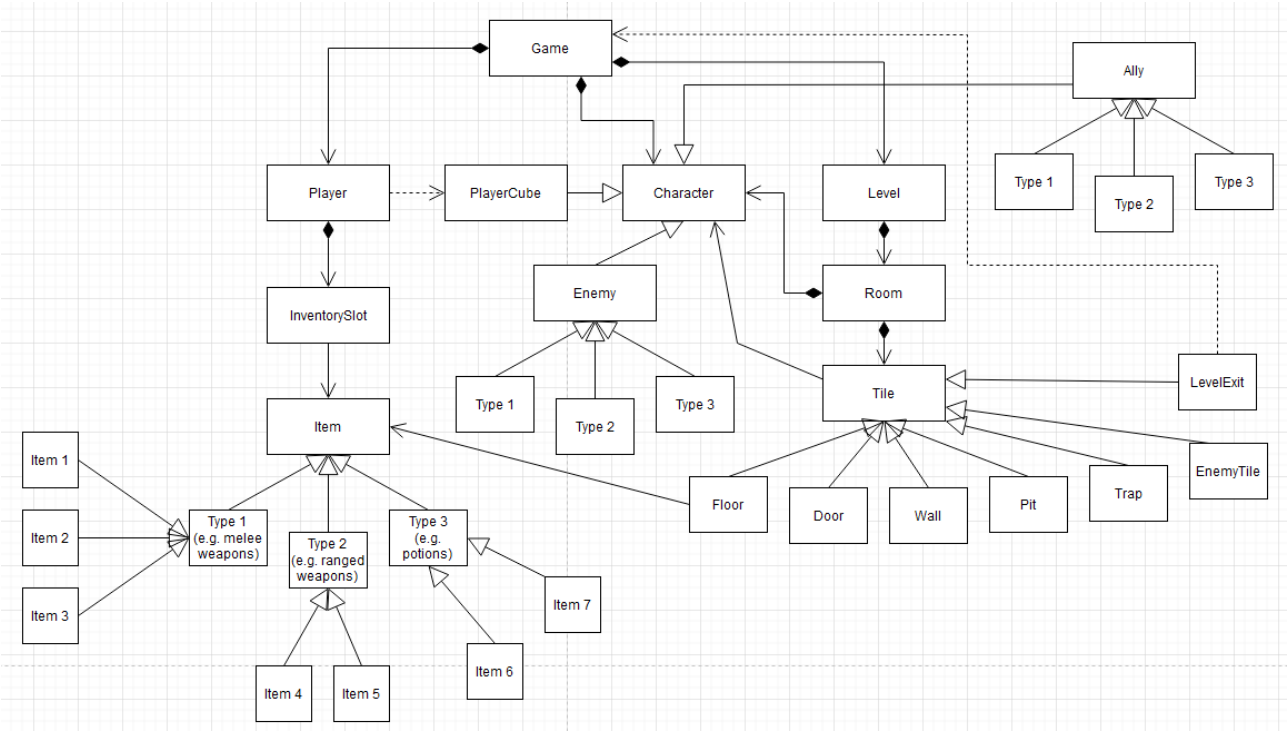 Game
Ally
Type 1
Type 2
Type 3
Player
PlayerCube
Character
Level
Enemy
Room
InventorySlot
Type 1
Type 2
Type 3
Tile
LevelExit
Item
EnemyTile
Item 1
Item 2
Item 3
Type 1
(e.g. melee
weapons)
Type 2
(e.g. ranged
weapons)
Type 3
(e.g.
potions)
Floor
Door
Wall
Pit
Trap
Item 7
Item 6
Item 4
Item 5